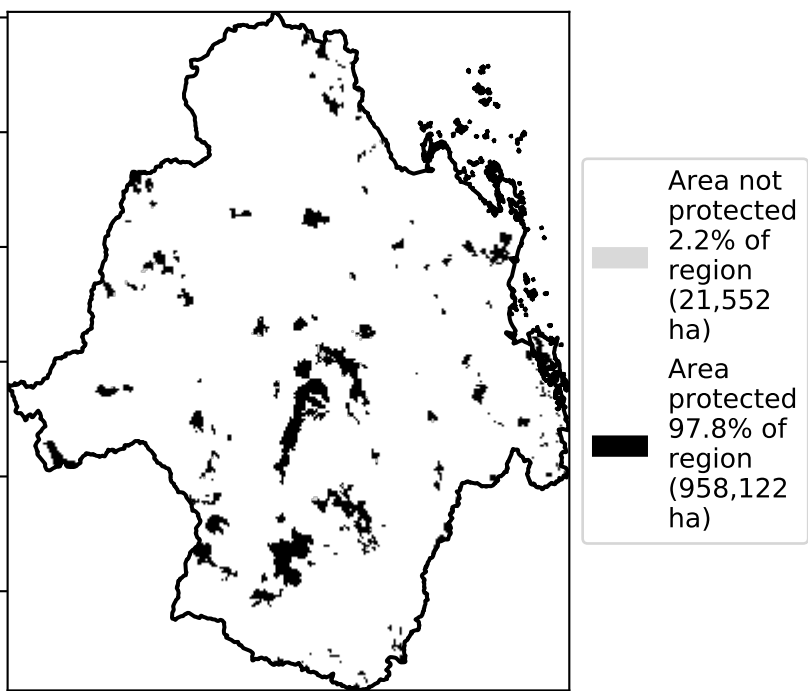 Area not
protected
2.2% of
region
(21,552
ha)
Area
protected
97.8% of
region
(958,122
ha)